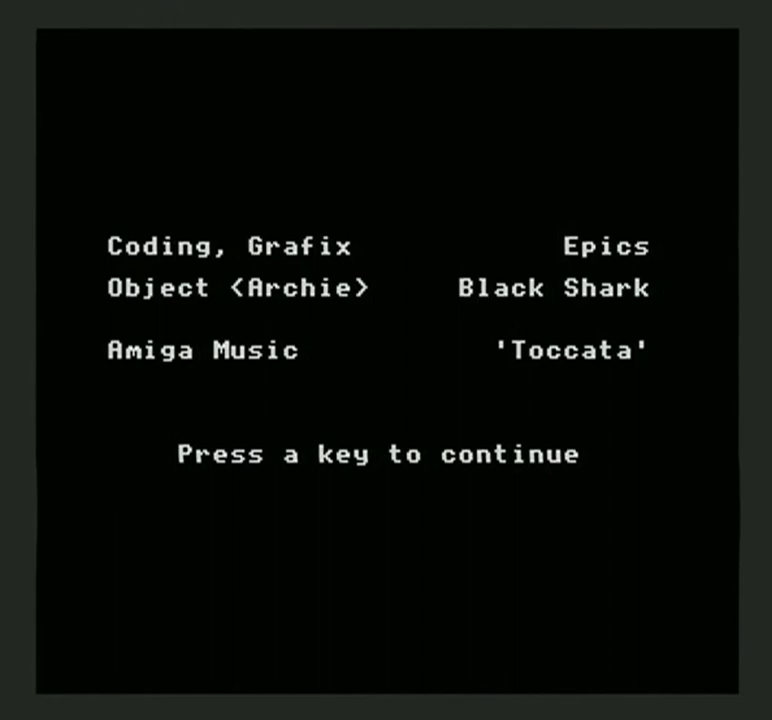 Coding, Grafix Epics
Object <Archie> Black Shark
Amiga Music 'Toccata'
Press a key to continue